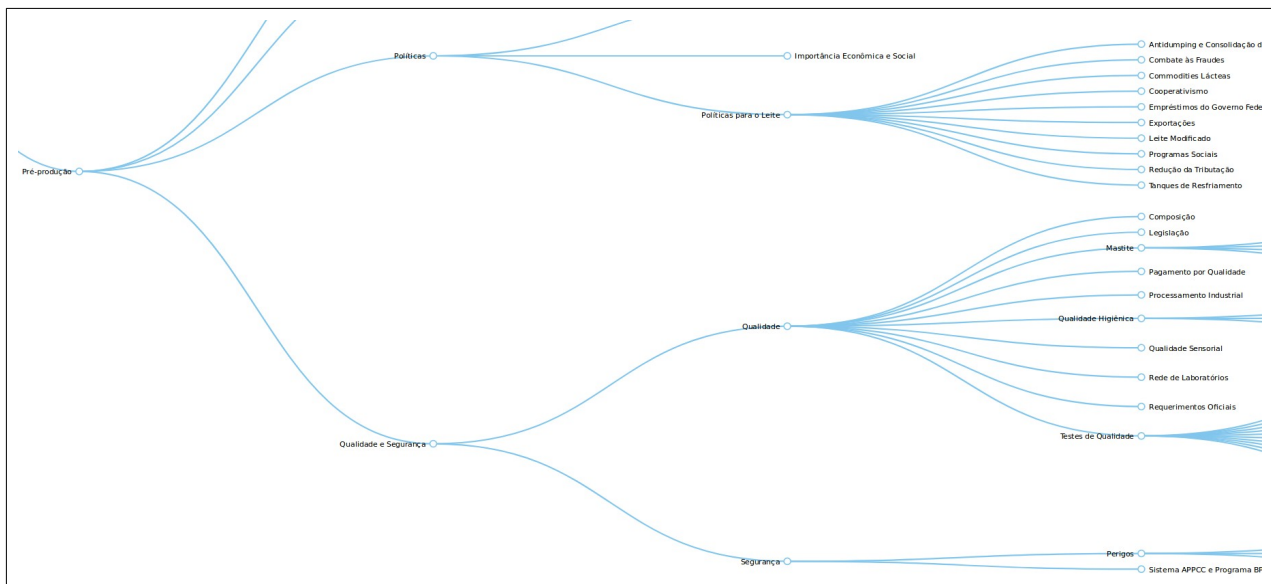 Políticas
Importância Econômica e Social
Antidumping e Consolidação d
Combate às Fraudes
Commodities Lácteas
Cooperativismo
Empréstimos do Governo Fede
Políticas para o Leite
Exportações
Leite Modificado
Programas Sociais
Redução da Tributação
Tanques de Resfriamento
Pré-produção
Composição
Legislação
Mastite
Pagamento por Qualidade
Processamento Industrial
Qualidade Higiênica
Qualidade
Qualidade Sensorial
Rede de Laboratórios
Requerimentos Oficiais
Testes de Qualidade
Qualidade e Segurança
Segurança
Perigos
Sistema APPCC e Programa BP